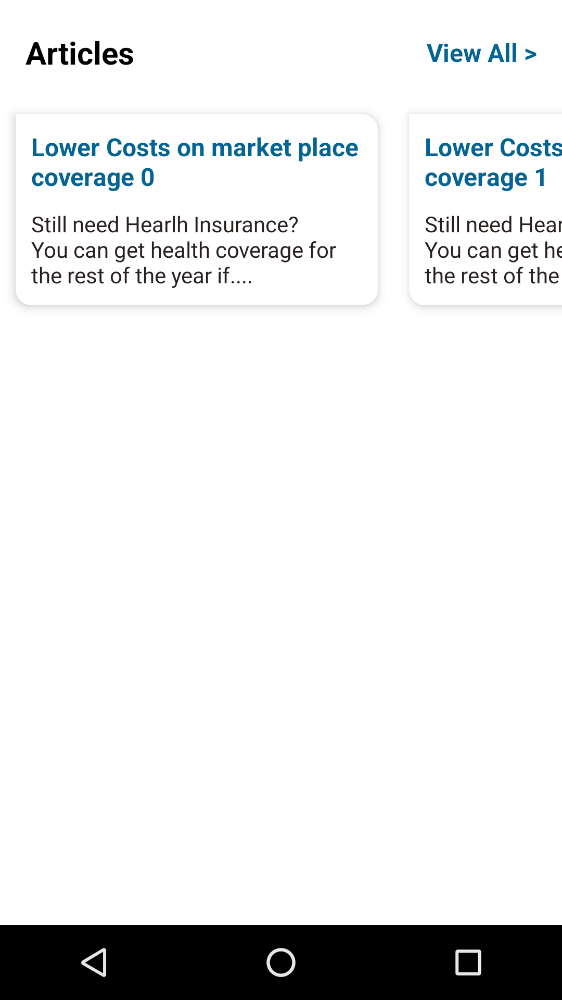 Articles
View All >
Lower Costs on market place
coverage 0
Still need Hearlh Insurance?
You can get health coverage for
the rest of the year if....
Lower Costs
coverage 1
Still need
You can get
the rest of the